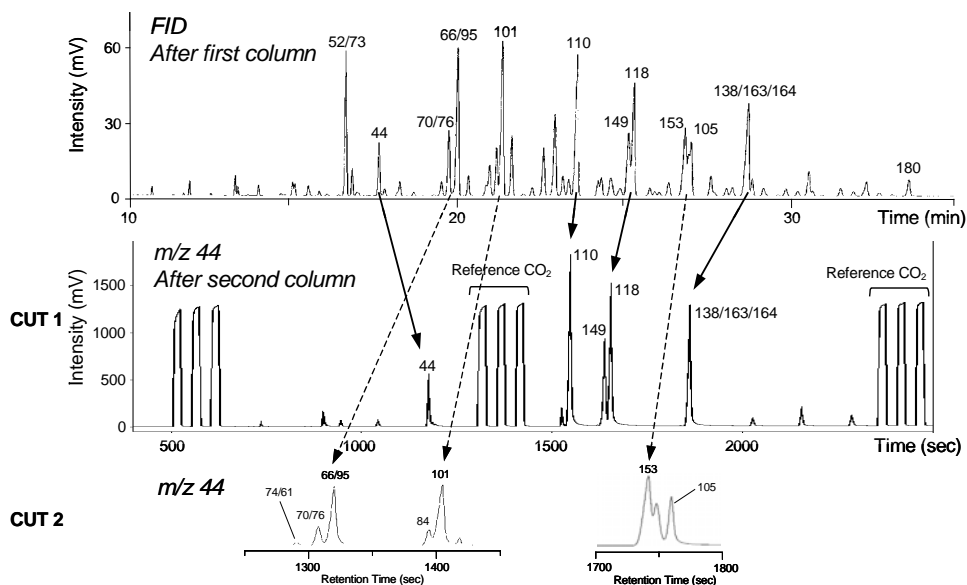 FID
After first column
Intensity (mV)
60
30
0
52/73
44
70/76
66/95
101
110
149
118
153
105
138/163/164
180
10
20
30
Time (min)
CUT 1
m/z 44
After second column
Intensity (mV)
1500
1000
500
0
Reference CO₂
Reference CO₂
44
110
149
118
138/163/164
500
1000
1500
2000
Time (sec)
CUT 2
m/z 44
74/61
70/76
66/95
84
101
153
105
1300
1400
Retention Time (sec)
1700
1800
Retention Time (sec)